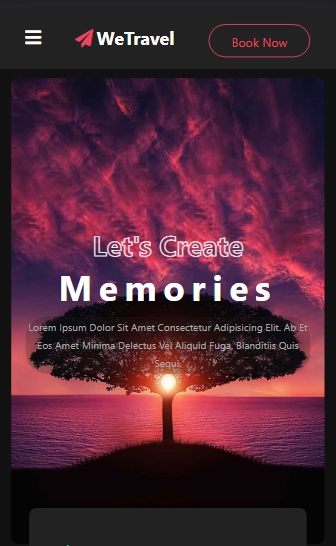 WeTravel
Book Now
Let's Create
Memories
Lorem Ipsum Dolor Sit Amet Consectetur Adipisicing Elit. Ab Et
Eos Amet Minima Delectus Vel Aliquid Fuga, Blanditiis Quis
Sequi.